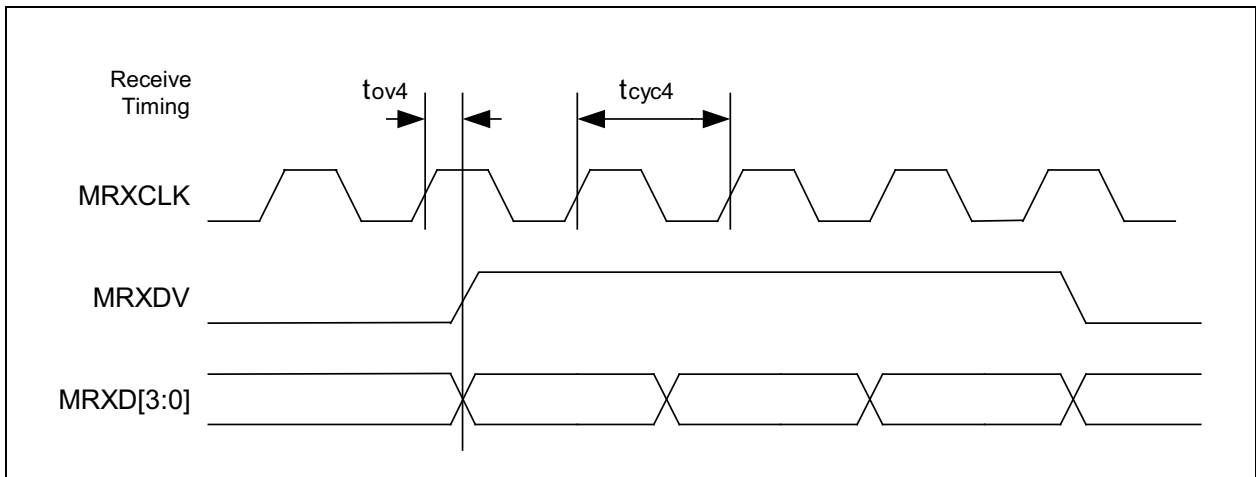 Receive
Timing
tov4
tcyc4
MRXCLK
MRXDV
MRXD[3:0]